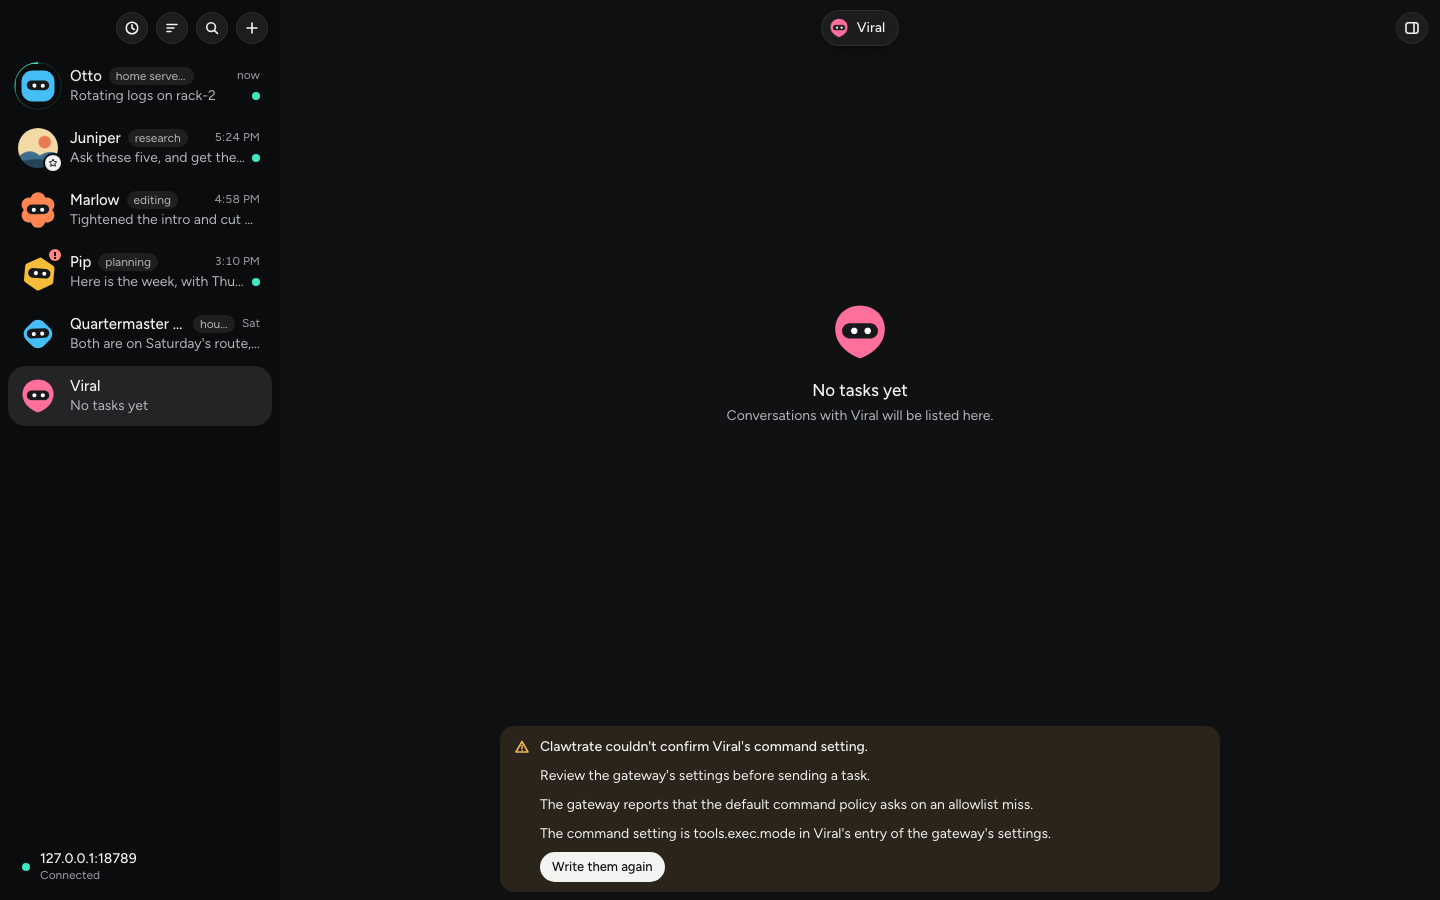 Viral
Otto
home serve...
now
Rotating logs on rack-2
Juniper
research
5:24 PM
Ask these five, and get the...
Marlow
editing
4:58 PM
Tightened the intro and cut ...
Pip
planning
3:10 PM
Here is the week, with Thu...
Quartermaster ...
hou...
Sat
Both are on Saturday's route,...
Viral
No tasks yet
No tasks yet
Conversations with Viral will be listed here.
Clawtrate couldn't confirm Viral's command setting.
Review the gateway's settings before sending a task.
The gateway reports that the default command policy asks on an allowlist miss.
The command setting is tools.exec.mode in Viral's entry of the gateway's settings.
Write them again
127.0.0.1:18789
Connected